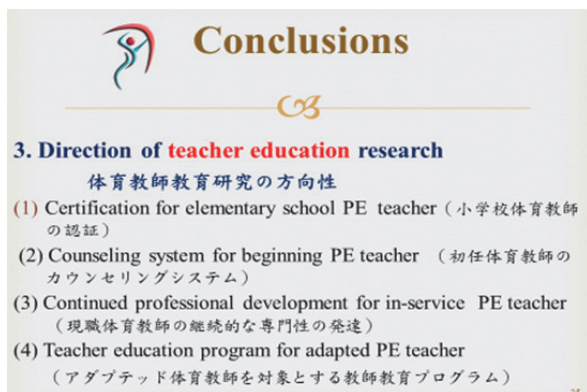 Conclusions
3. Direction of teacher education research
体育教師教育研究の方向性
(1) Certification for elementary school PE teacher（小学校体育教師
の認証）
(2) Counseling system for beginning PE teacher （初任体育教師の
カウンセリングシステム）
(3) Continued professional development for in-service PE teacher
（現職体育教師の継続的な専門性の発達）
(4) Teacher education program for adapted PE teacher
（アダプテッド体育教師を対象とする教師教育プログラム）